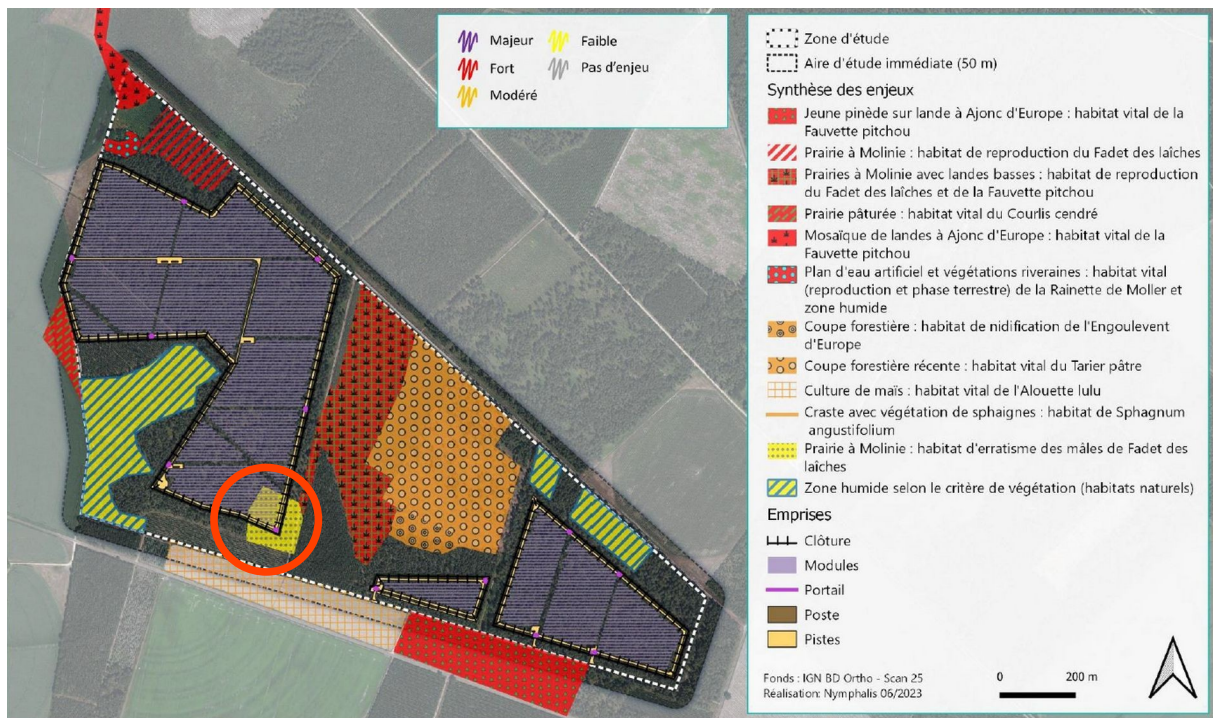 Majeur
Fort
Modéré
Faible
Pas d'enjeu
Zone d'étude
Aire d'étude immédiate (50 m)
Synthèse des enjeux
Jeune pinède sur lande à Ajonc d'Europe : habitat vital de la
Fauvette pitchou
Prairie à Molinie : habitat de reproduction du Fadet des laîches
Prairies à Molinie avec landes basses : habitat de reproduction
du Fadet des laîches et de la Fauvette pitchou
Prairie pâturée : habitat vital du Courlis cendré
Mosaïque de landes à Ajonc d'Europe : habitat vital de la
Fauvette pitchou
Plan d'eau artificiel et végétations riveraines : habitat vital
(reproduction et phase terrestre) de la Rainette de Moller et
zone humide
Coupe forestière : habitat de nidification de l'Engoulevent
d'Europe
Coupe forestière récente : habitat vital du Tarier pâtre
Culture de maïs : habitat vital de l'Alouette lulu
Craste avec végétation de sphaignes : habitat de Sphagnum
angustifolium
Prairie à Molinie : habitat d'erratisme des mâles de Fadet des
laîches
Zone humide selon le critère de végétation (habitats naturels)
Emprises
Clôture
Modules
Portail
Poste
Pistes
Fonds : IGN BD Ortho - Scan 25
Réalisation: Nymphalis 06/2023
0 200 m